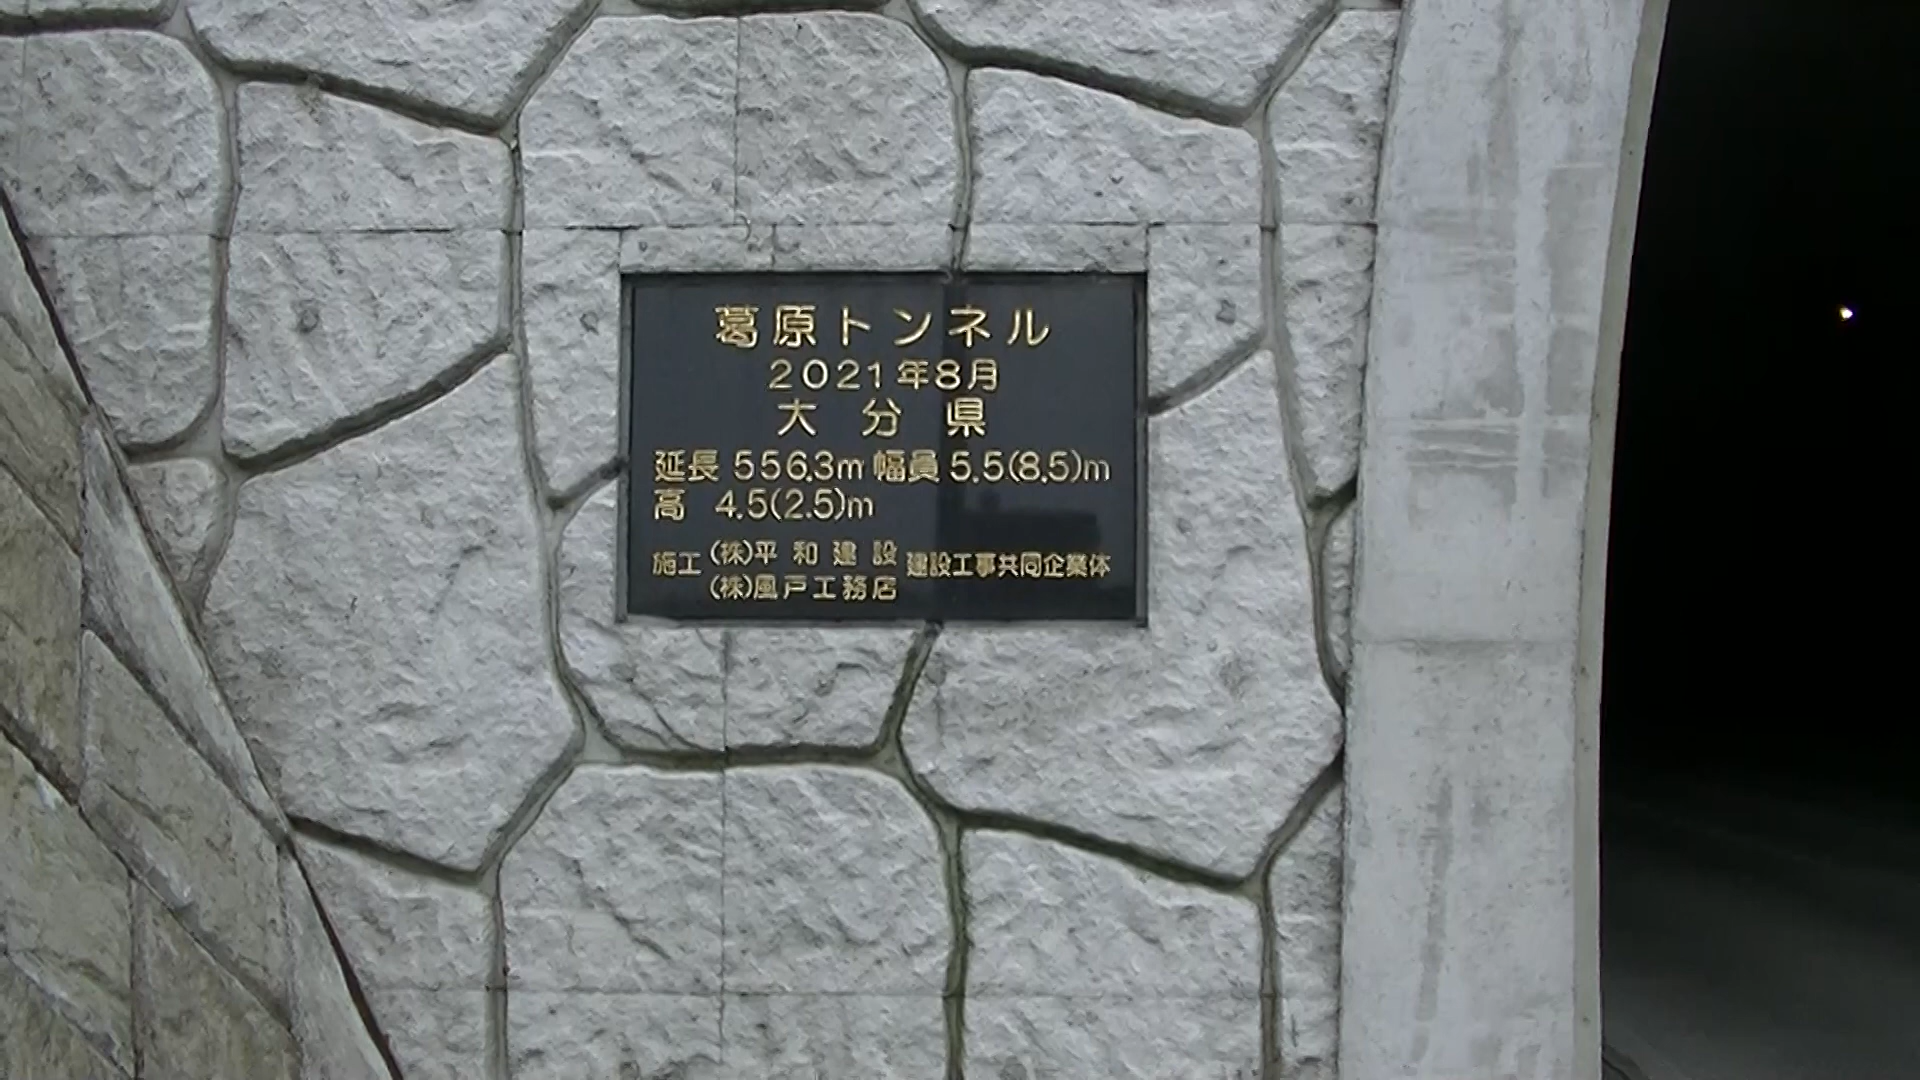 葛原トンネル
2021年8月
大分県
延長 556.3m 幅員 5.5(8.5)m
高 4.5(2.5)m
施工 (株)平和建設 建設工事共同企業体
(株)風戸工務店